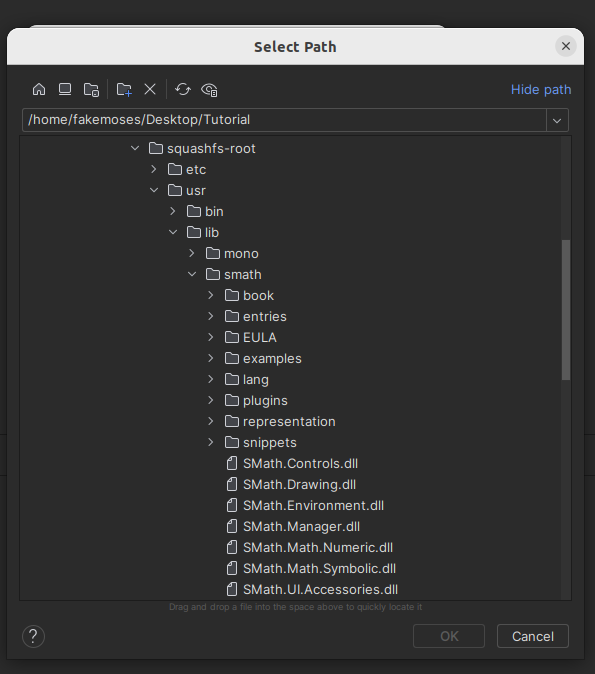 Select Path
Hide path
/home/fakemoses/Desktop/Tutorial
squashfs-root
etc
usr
bin
lib
mono
smath
book
entries
EULA
examples
lang
plugins
representation
snippets
SMath.Controls.dll
SMath.Drawing.dll
SMath.Environment.dll
SMath.Manager.dll
SMath.Math.Numeric.dll
SMath.Math.Symbolic.dll
SMath.UI.Accessories.dll
Drag and drop a file into the space above to quickly locate it
?
OK
Cancel